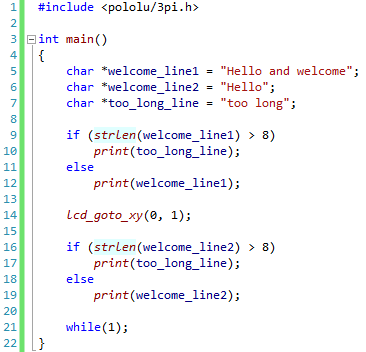 1 #include <pololu/3pi.h>
2
3 int main()
4 {
5     char *welcome_line1 = "Hello and welcome";
6     char *welcome_line2 = "Hello";
7     char *too_long_line = "too long";
8
9     if (strlen(welcome_line1) > 8)
10         print(too_long_line);
11     else
12         print(welcome_line1);
13
14     lcd_goto_xy(0, 1);
15
16     if (strlen(welcome_line2) > 8)
17         print(too_long_line);
18     else
19         print(welcome_line2);
20
21     while(1);
22 }